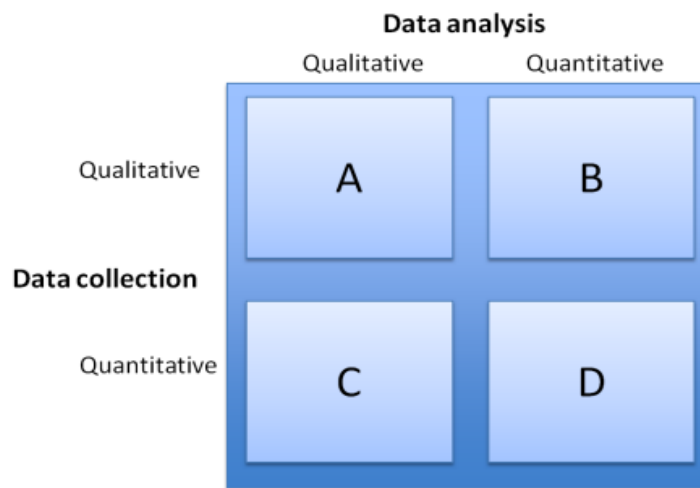 Data analysis
Qualitative Quantitative
Qualitative A B
Data collection
Quantitative C D